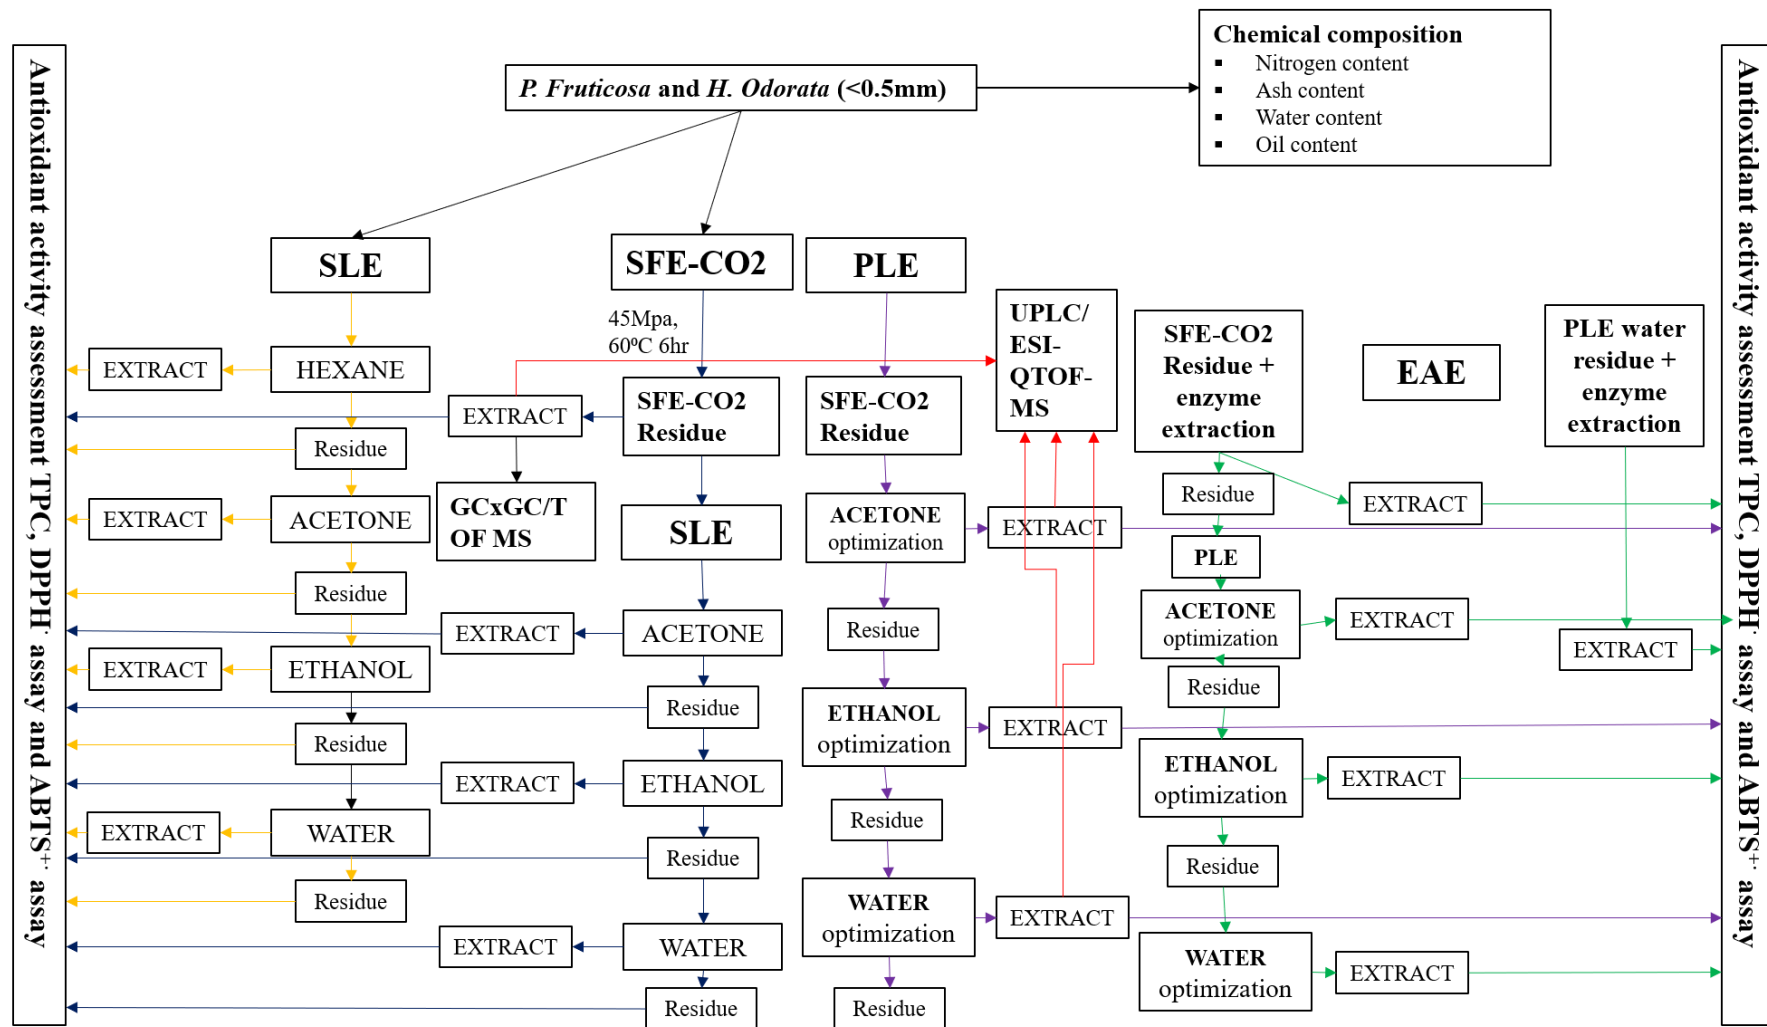 Chemical composition
▪ Nitrogen content
▪ Ash content
▪ Water content
▪ Oil content
P. Fruticosa and H. Odorata (<0.5mm)
Antioxidant activity assessment TPC, DPPH· assay and ABTS+· assay
SLE
HEXANE
EXTRACT
Residue
ACETONE
EXTRACT
Residue
ETHANOL
EXTRACT
Residue
WATER
EXTRACT
Residue
SFE-CO2
45Mpa,
60⁰C 6hr
SFE-CO2
Residue
EXTRACT
GCxGC/T
OF MS
SLE
ACETONE
EXTRACT
Residue
ETHANOL
EXTRACT
Residue
WATER
EXTRACT
Residue
PLE
SFE-CO2
Residue
ACETONE
optimization
EXTRACT
Residue
ETHANOL
optimization
EXTRACT
Residue
WATER
optimization
EXTRACT
Residue
UPLC/
ESI-
QTOF-
MS
SFE-CO2
Residue +
enzyme
extraction
Residue
EXTRACT
PLE
ACETONE
optimization
EXTRACT
Residue
ETHANOL
optimization
EXTRACT
Residue
WATER
optimization
EXTRACT
EAE
PLE water
residue +
enzyme
extraction
EXTRACT
Antioxidant activity assessment TPC, DPPH· assay and ABTS+· assay